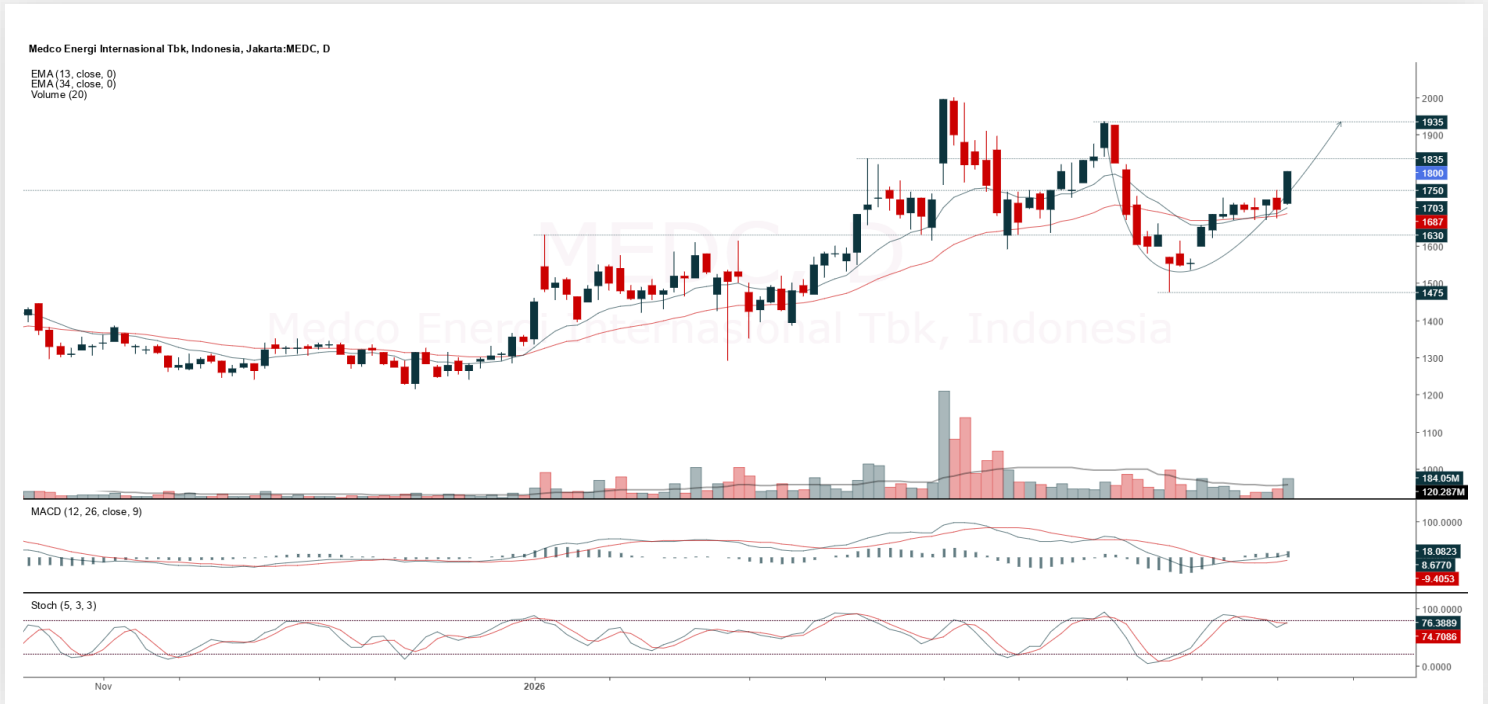 Medco Energi Internasional Tbk, Indonesia, Jakarta:MEDC, D
EMA (13, close, 0)
EMA (34, close, 0)
Volume (20)
MEDC, D
Medco Energi Internasional Tbk, Indonesia
2000
1935
1900
1835
1800
1750
1703
1687
1630
1600
1500
1475
1400
1300
1200
1100
1000
184.05M
120.287M
MACD (12, 26, close, 9)
100.0000
18.0823
8.6770
-9.4053
Stoch (5, 3, 3)
100.0000
76.3889
74.7086
0.0000
Nov
2026